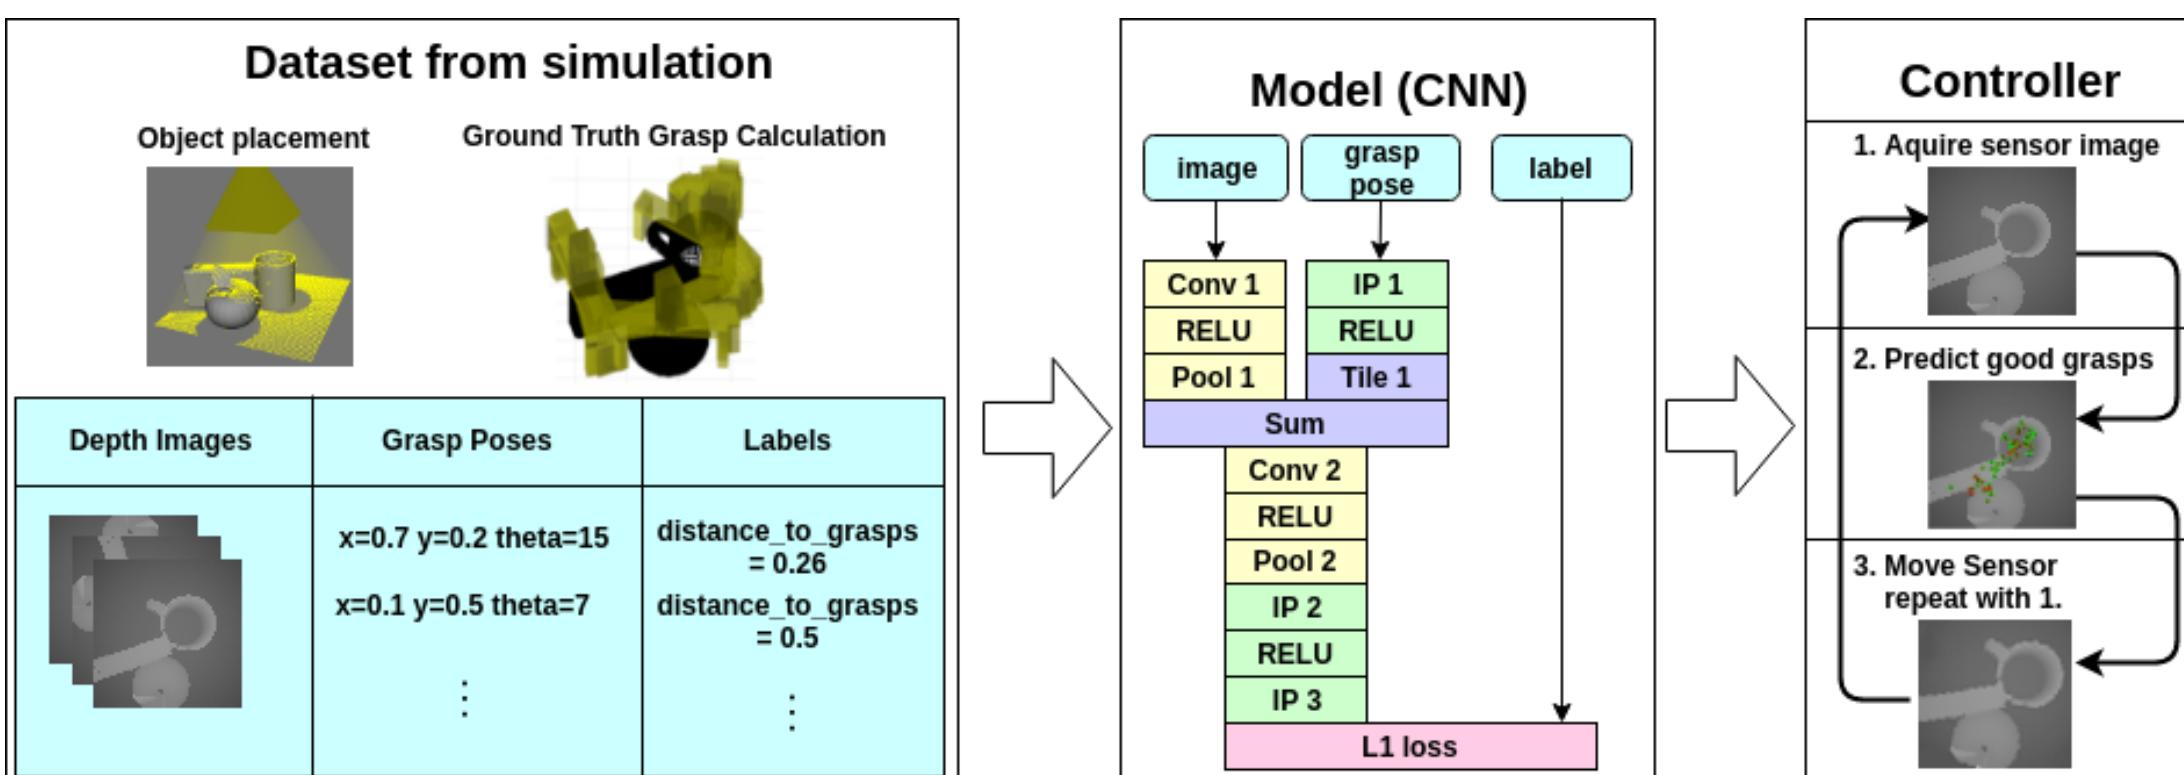 Dataset from simulation
Object placement
Ground Truth Grasp Calculation
Depth Images
Grasp Poses
Labels
x=0.7 y=0.2 theta=15
distance_to_grasps
= 0.26
x=0.1 y=0.5 theta=7
distance_to_grasps
= 0.5
⋮
⋮
Model (CNN)
image
grasp
pose
label
Conv 1
IP 1
RELU
RELU
Pool 1
Tile 1
Sum
Conv 2
RELU
Pool 2
IP 2
RELU
IP 3
L1 loss
Controller
1. Aquire sensor image
2. Predict good grasps
3. Move Sensor
repeat with 1.